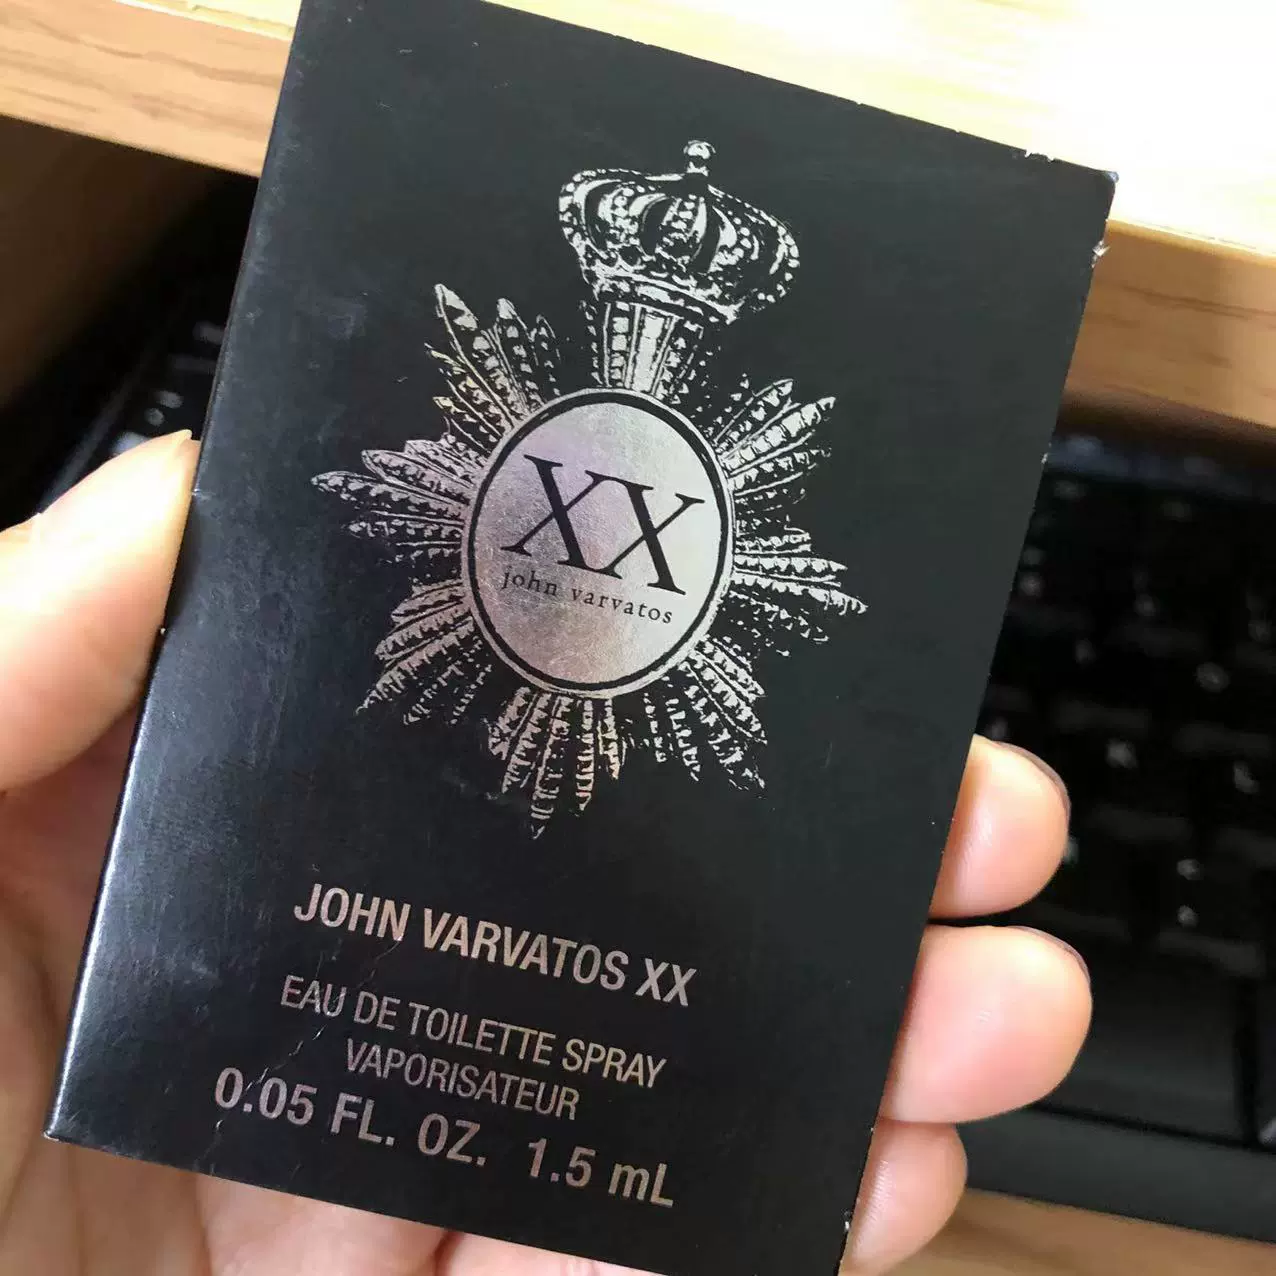 XX
john varvatos
JOHN VARVATOS XX
EAU DE TOILETTE SPRAY
VAPORISATEUR
0.05 FL. OZ. 1.5 mL